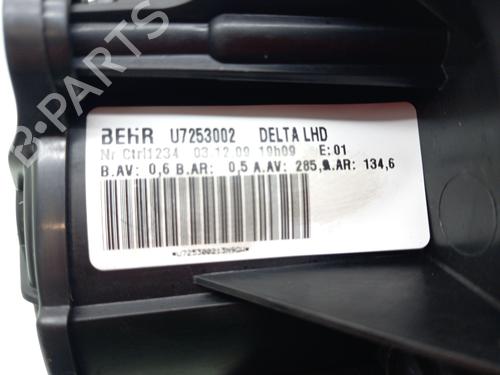 BEHR U7253002 DELTA LHD
Nr Ctrl1234 03.12.09 19h09 E:01
B.AV: 0,6 B.AR: 0,5 A.AV: 285, A.AR: 134,6
B-PARTS